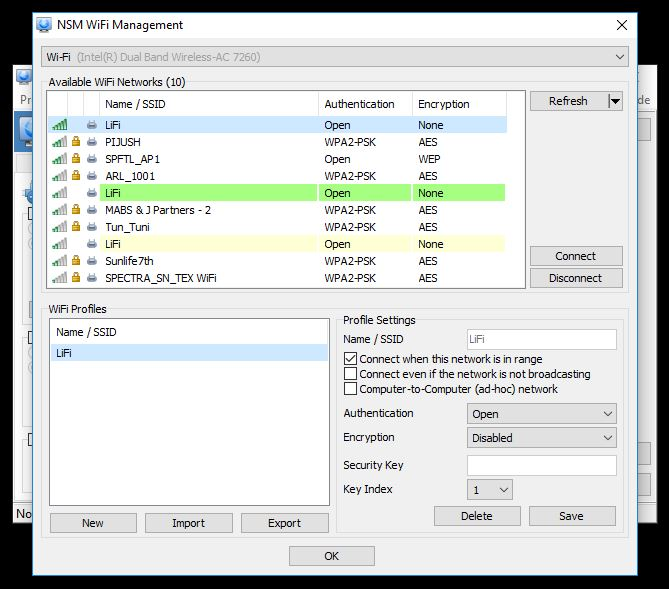 NSM WiFi Management
Wi-Fi (Intel(R) Dual Band Wireless-AC 7260)
Available WiFi Networks (10)
Name / SSID Authentication Encryption
LiFi Open None
PIJUSH WPA2-PSK AES
SPFTL_AP1 Open WEP
ARL_1001 WPA2-PSK AES
LiFi Open None
MABS & J Partners - 2 WPA2-PSK AES
Tun_Tuni WPA2-PSK AES
LiFi Open None
Sunlife7th WPA2-PSK AES
SPECTRA_SN_TEX WiFi WPA2-PSK AES
Refresh
Connect
Disconnect
WiFi Profiles
Name / SSID
LiFi
New Import Export
Profile Settings
Name / SSID LiFi
Connect when this network is in range
Connect even if the network is not broadcasting
Computer-to-Computer (ad-hoc) network
Authentication Open
Encryption Disabled
Security Key
Key Index 1
Delete Save
OK
Pr
de
No